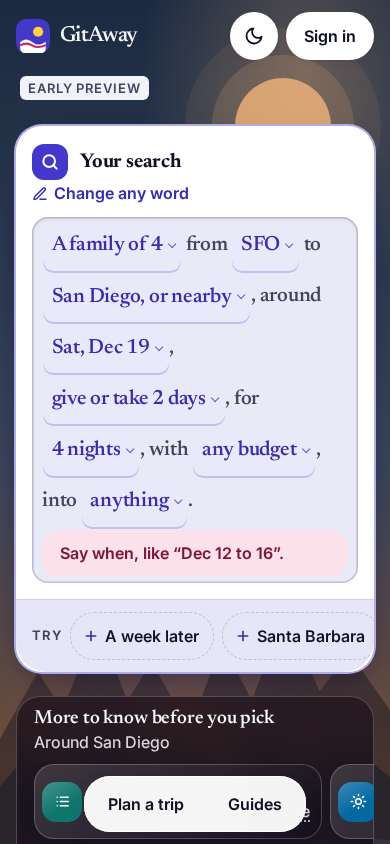 GitAway
Sign in
EARLY PREVIEW
Your search
Change any word
A family of 4 from SFO to
San Diego, or nearby , around
Sat, Dec 19 ,
give or take 2 days , for
4 nights , with any budget ,
into anything .
Say when, like “Dec 12 to 16”.
TRY + A week later + Santa Barbara
More to know before you pick
Around San Diego
Plan a trip Guides